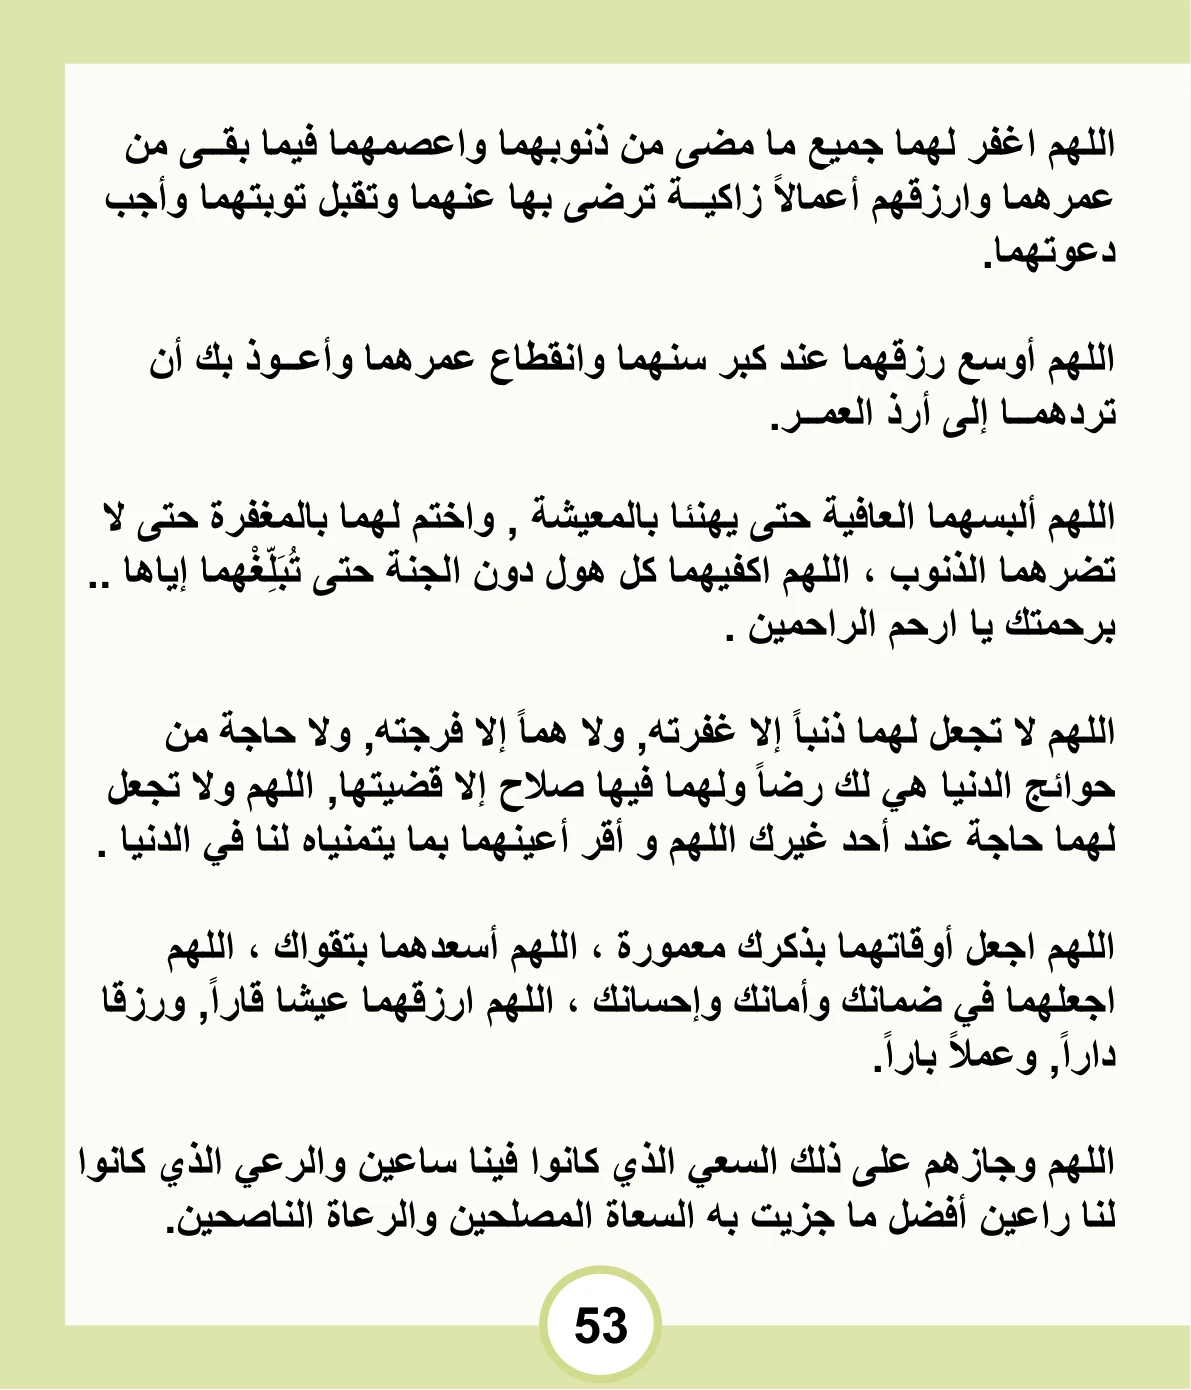 اللهم اغفر لهما جميع ما مضى من ذنوبهما واعصمهما فيما بقــى من
عمرهما وارزقهم أعمالاً زاكيــة ترضى بها عنهما وتقبل توبتهما وأجب
دعوتهما.
اللهم أوسع رزقهما عند كبر سنهما وانقطاع عمرهما وأعــوذ بك أن
تردهمــا إلى أرذ العمــر.
اللهم ألبسهما العافية حتى يهنئا بالمعيشة , واختم لهما بالمغفرة حتى لا
تضرهما الذنوب ، اللهم اكفيهما كل هول دون الجنة حتى تُبَلِّغْهما إياها ..
برحمتك يا ارحم الراحمين .
اللهم لا تجعل لهما ذنباً إلا غفرته, ولا هماً إلا فرجته, ولا حاجة من
حوائج الدنيا هي لك رضاً ولهما فيها صلاح إلا قضيتها, اللهم ولا تجعل
لهما حاجة عند أحد غيرك اللهم و أقر أعينهما بما يتمنياه لنا في الدنيا .
اللهم اجعل أوقاتهما بذكرك معمورة ، اللهم أسعدهما بتقواك ، اللهم
اجعلهما في ضمانك وأمانك وإحسانك ، اللهم ارزقهما عيشا قاراً, ورزقا
داراً, وعملاً باراً.
اللهم وجازهم على ذلك السعي الذي كانوا فينا ساعين والرعي الذي كانوا
لنا راعين أفضل ما جزيت به السعاة المصلحين والرعاة الناصحين.
53